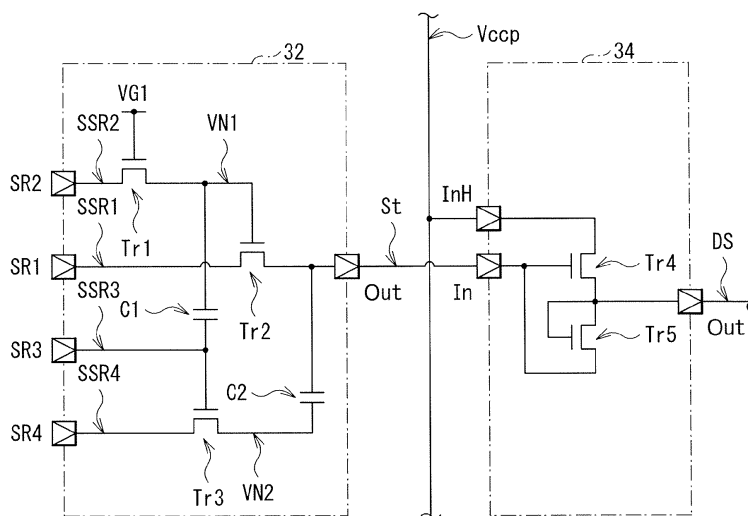 Vccp
32
34
VG1
SSR2
VN1
SR2
SSR1
InH
St
Tr1
DS
SR1
Tr4
SSR3
Out
In
C1
Tr2
Tr5
Out
SR3
SSR4
C2
SR4
Tr3
VN2